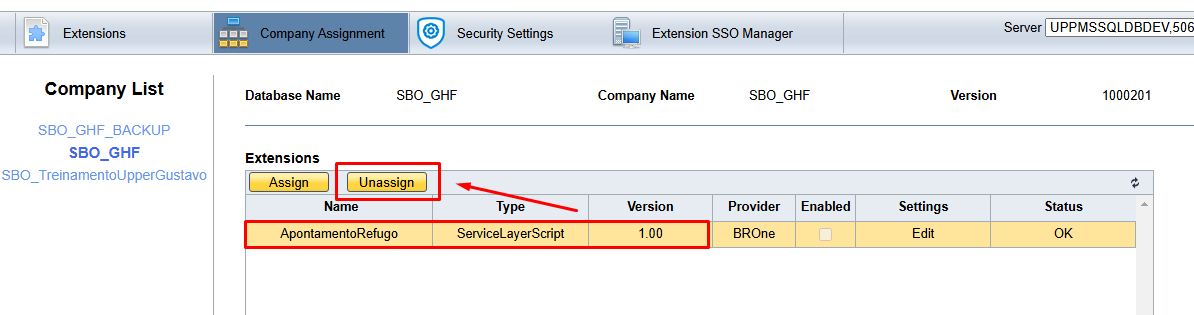 Extensions Company Assignment Security Settings Extension SSO Manager Server UPPMSSQLDBDEV,506
Company List
SBO_GHF_BACKUP
SBO_GHF
SBO_TreinamentoUpperGustavo
Database Name SBO_GHF Company Name SBO_GHF Version 1000201
Extensions
Assign Unassign
Name Type Version Provider Enabled Settings Status
ApontamentoRefugo ServiceLayerScript 1.00 BROne Edit OK